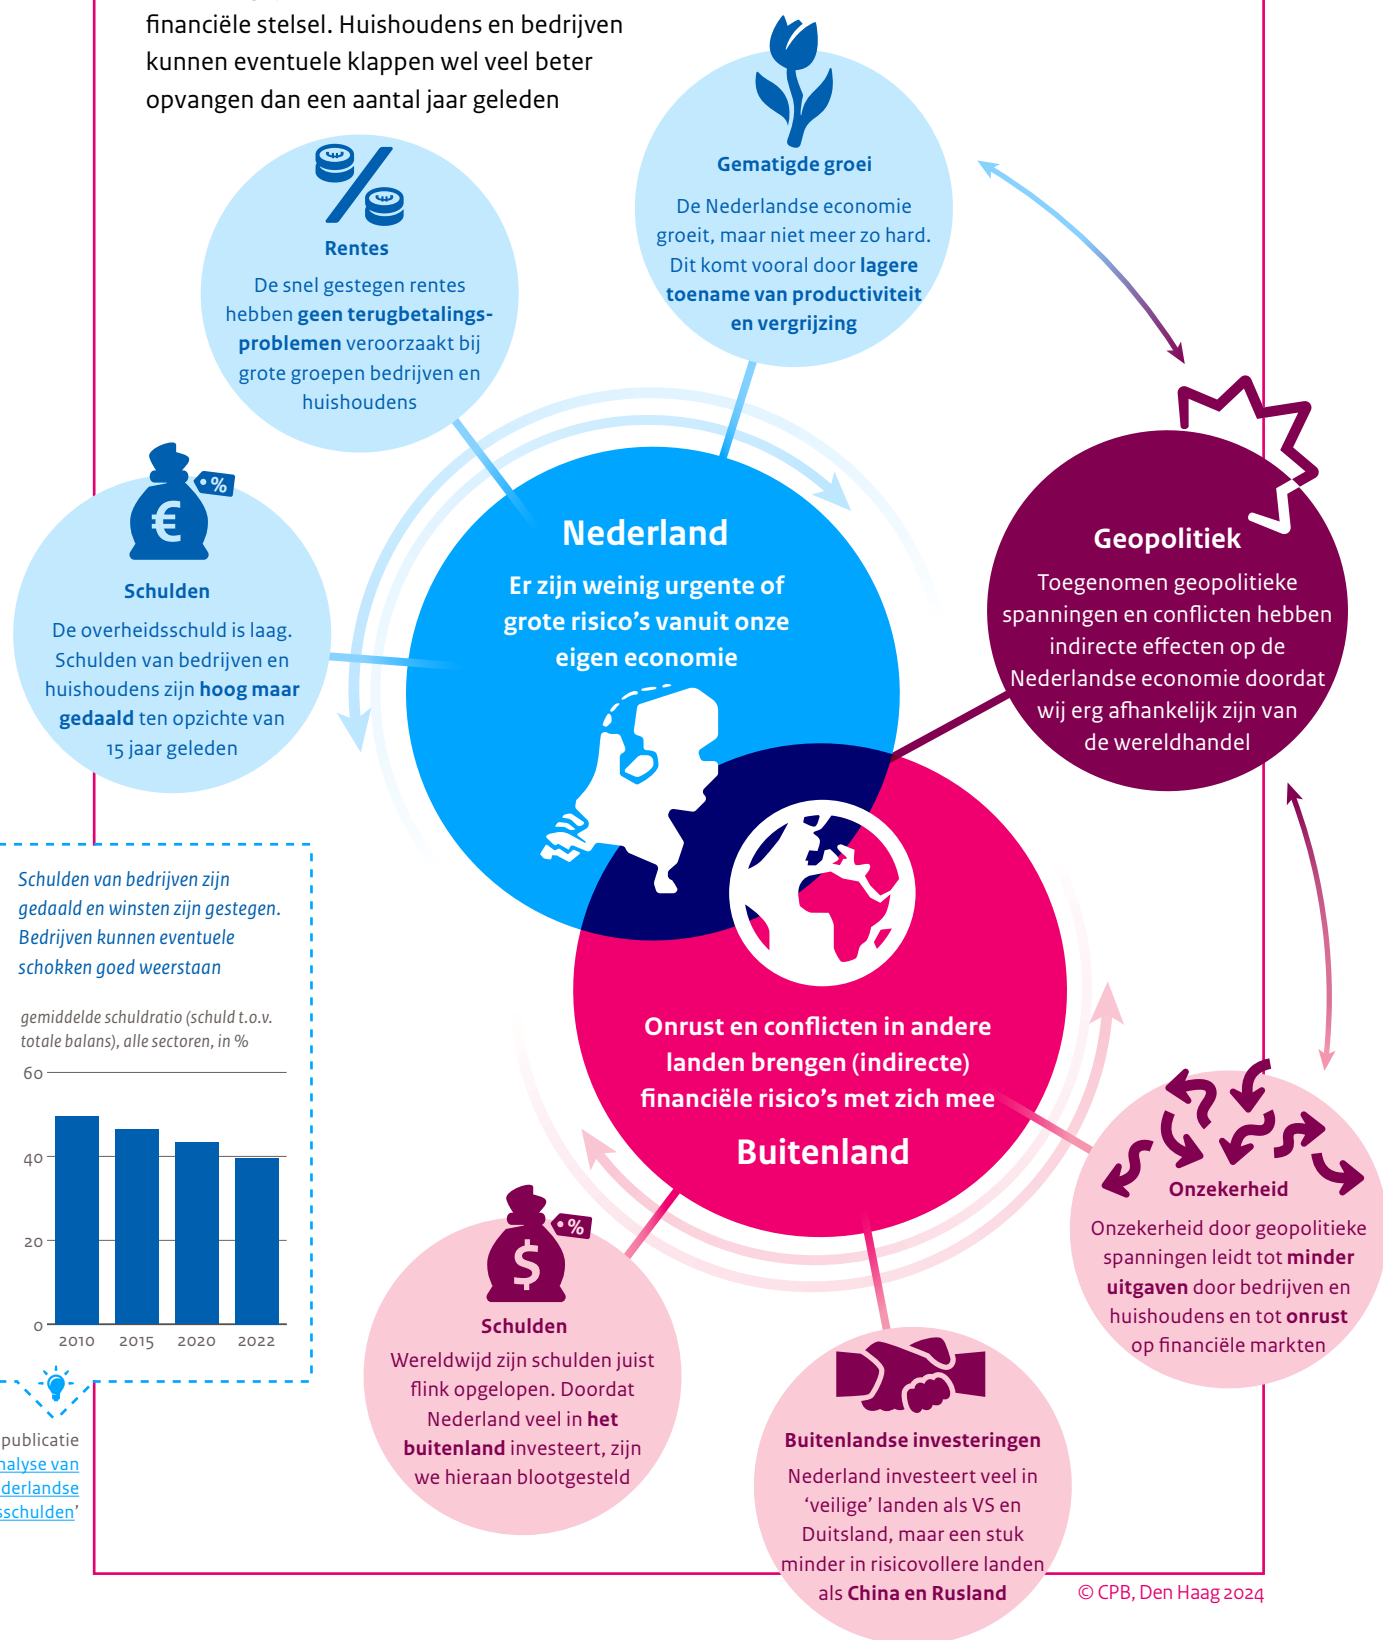 financiële stelsel. Huishoudens en bedrijven
kunnen eventuele klappen wel veel beter
opvangen dan een aantal jaar geleden
Gematigde groei
De Nederlandse economie
groeit, maar niet meer zo hard.
Dit komt vooral door lagere
toename van productiviteit
en vergrijzing
Rentes
De snel gestegen rentes
hebben geen terugbetalings-
problemen veroorzaakt bij
grote groepen bedrijven en
huishoudens
%
€
Schulden
De overheidsschuld is laag.
Schulden van bedrijven en
huishoudens zijn hoog maar
gedaald ten opzichte van
15 jaar geleden
Nederland
Er zijn weinig urgente of
grote risico's vanuit onze
eigen economie
Geopolitiek
Toegenomen geopolitieke
spanningen en conflicten hebben
indirecte effecten op de
Nederlandse economie doordat
wij erg afhankelijk zijn van
de wereldhandel
Schulden van bedrijven zijn
gedaald en winsten zijn gestegen.
Bedrijven kunnen eventuele
schokken goed weerstaan
gemiddelde schuldratio (schuld t.o.v.
totale balans), alle sectoren, in %
60
40
20
0
2010 2015 2020 2022
publicatie
nalyse van
derlandse
sschulden'
Onrust en conflicten in andere
landen brengen (indirecte)
financiële risico's met zich mee
Buitenland
Onzekerheid
Onzekerheid door geopolitieke
spanningen leidt tot minder
uitgaven door bedrijven en
huishoudens en tot onrust
op financiële markten
%
$
Schulden
Wereldwijd zijn schulden juist
flink opgelopen. Doordat
Nederland veel in het
buitenland investeert, zijn
we hieraan blootgesteld
Buitenlandse investeringen
Nederland investeert veel in
'veilige' landen als VS en
Duitsland, maar een stuk
minder in risicovollere landen
als China en Rusland
© CPB, Den Haag 2024